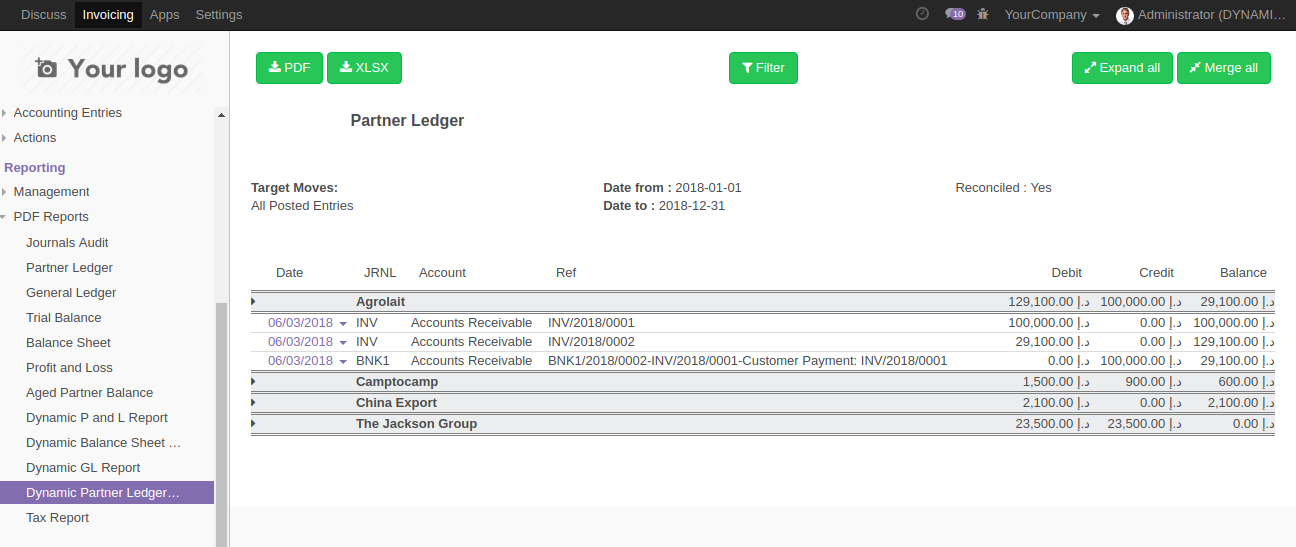 Discuss Invoicing Apps Settings 10 YourCompany Administrator (DYNAMI...
Your logo
Accounting Entries
Actions
Reporting
Management
PDF Reports
Journals Audit
Partner Ledger
General Ledger
Trial Balance
Balance Sheet
Profit and Loss
Aged Partner Balance
Dynamic P and L Report
Dynamic Balance Sheet ...
Dynamic GL Report
Dynamic Partner Ledger...
Tax Report
PDF XLSX Filter Expand all Merge all
Partner Ledger
Target Moves: Date from : 2018-01-01 Reconciled : Yes
All Posted Entries Date to : 2018-12-31
Date JRNL Account Ref Debit Credit Balance
Agrolait 129,100.00 د.إ 100,000.00 د.إ 29,100.00 د.إ
06/03/2018 INV Accounts Receivable INV/2018/0001 100,000.00 د.إ 0.00 د.إ 100,000.00 د.إ
06/03/2018 INV Accounts Receivable INV/2018/0002 29,100.00 د.إ 0.00 د.إ 129,100.00 د.إ
06/03/2018 BNK1 Accounts Receivable BNK1/2018/0002-INV/2018/0001-Customer Payment: INV/2018/0001 0.00 د.إ 100,000.00 د.إ 29,100.00 د.إ
Camptocamp 1,500.00 د.إ 900.00 د.إ 600.00 د.إ
China Export 2,100.00 د.إ 0.00 د.إ 2,100.00 د.إ
The Jackson Group 23,500.00 د.إ 23,500.00 د.إ 0.00 د.إ